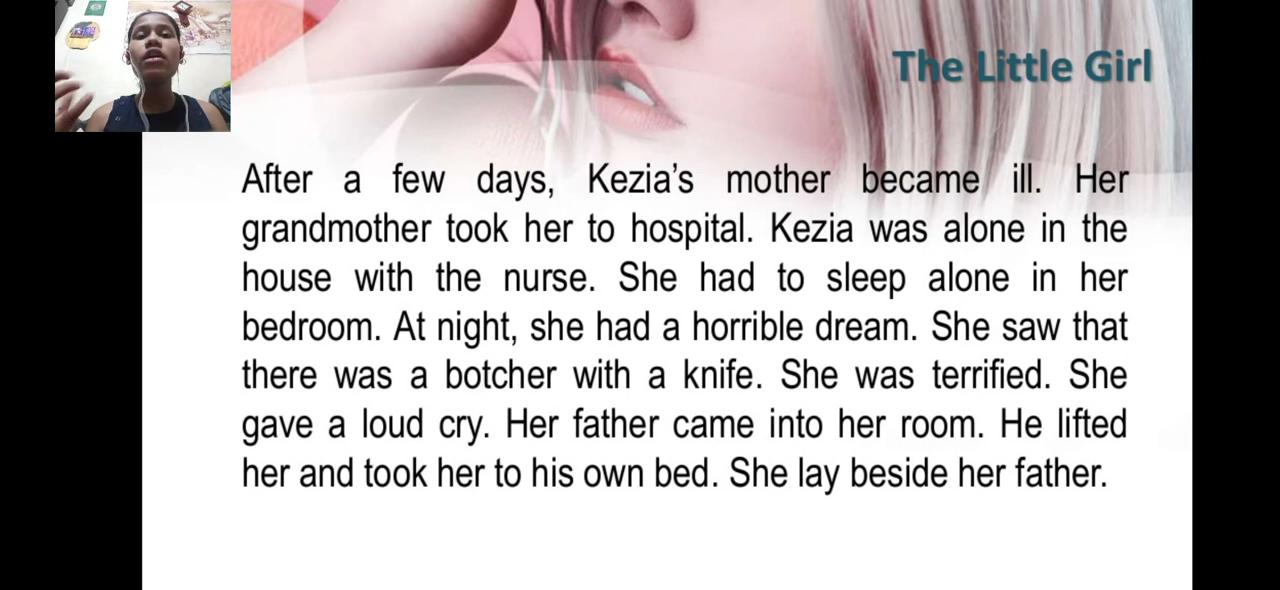 The Little Girl
After a few days, Kezia's mother became ill. Her
grandmother took her to hospital. Kezia was alone in the
house with the nurse. She had to sleep alone in her
bedroom. At night, she had a horrible dream. She saw that
there was a botcher with a knife. She was terrified. She
gave a loud cry. Her father came into her room. He lifted
her and took her to his own bed. She lay beside her father.